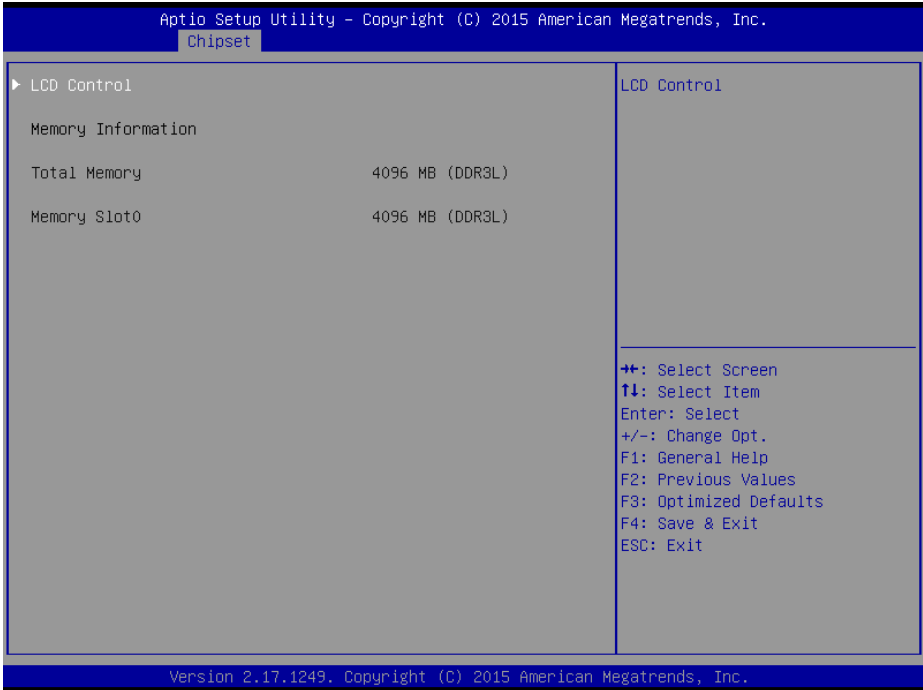 Aptio Setup Utility – Copyright (C) 2015 American Megatrends, Inc.
Chipset
▶ LCD Control
Memory Information
Total Memory 4096 MB (DDR3L)
Memory Slot0 4096 MB (DDR3L)
LCD Control
→←: Select Screen
↑↓: Select Item
Enter: Select
+/-: Change Opt.
F1: General Help
F2: Previous Values
F3: Optimized Defaults
F4: Save & Exit
ESC: Exit
Version 2.17.1249. Copyright (C) 2015 American Megatrends, Inc.